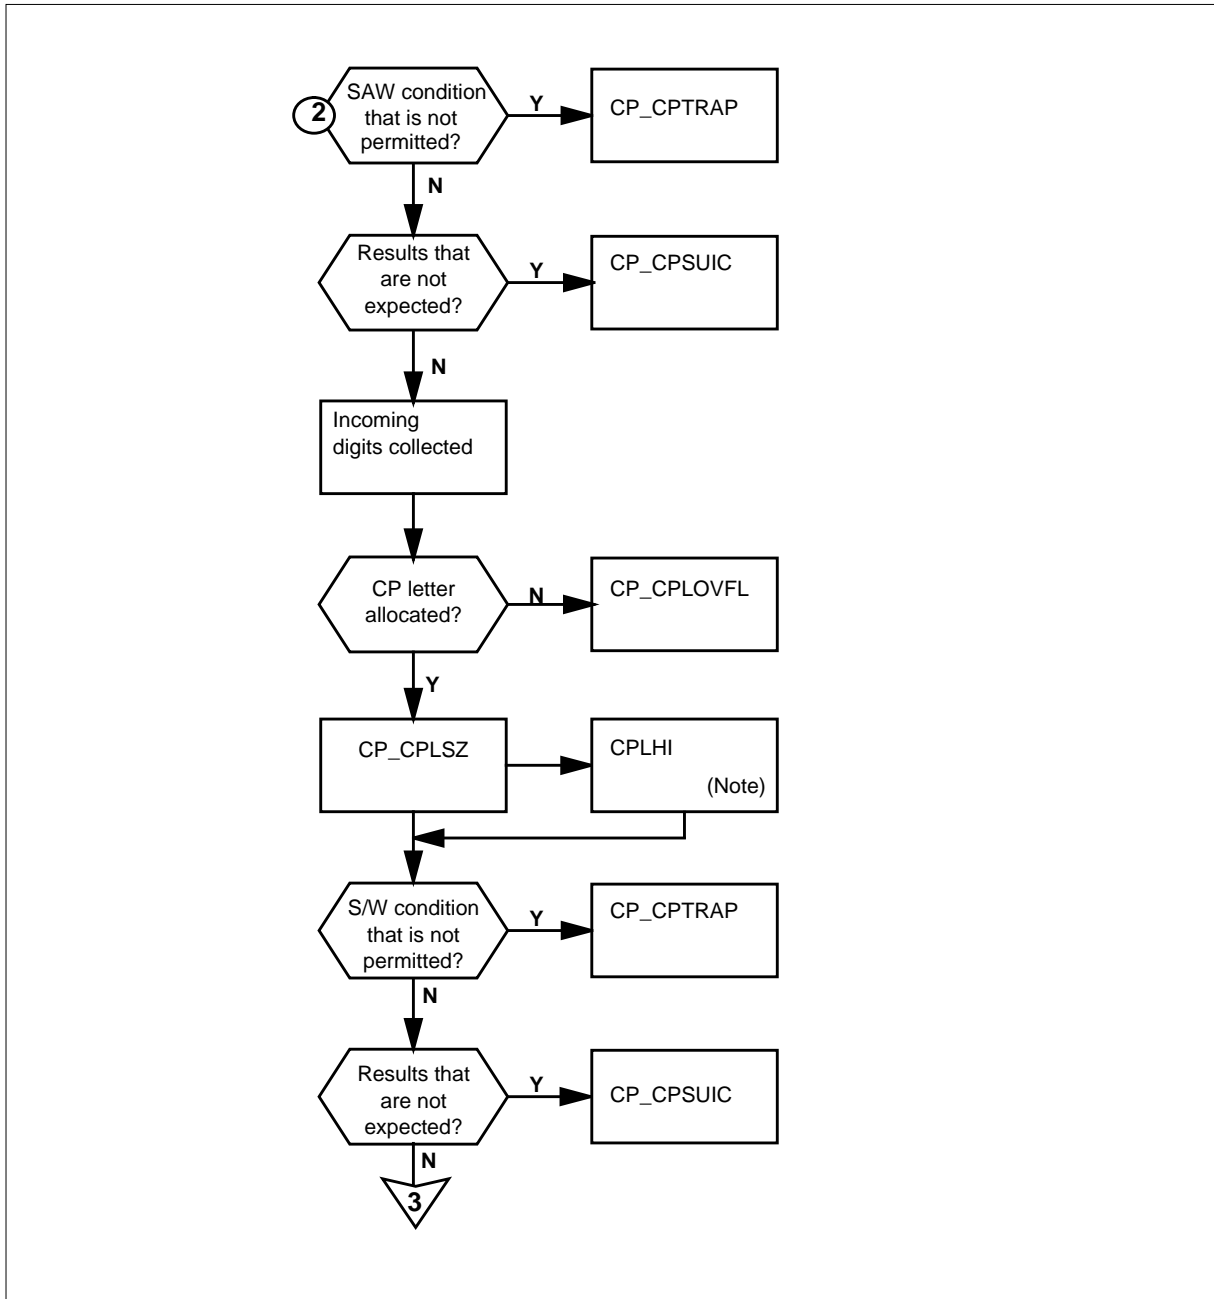 2
SAW condition
that is not
permitted?
Y
CP_CPTRAP
N
Results that
are not
expected?
Y
CP_CPSUIC
N
Incoming
digits collected
CP letter
allocated?
N
CP_CPLOVFL
Y
CP_CPLSZ
CPLHI
(Note)
S/W condition
that is not
permitted?
Y
CP_CPTRAP
N
Results that
are not
expected?
Y
CP_CPSUIC
N
3